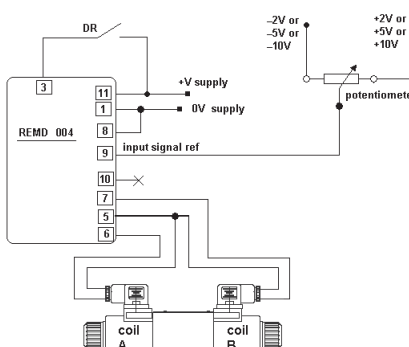 DR
–2V or
–5V or
–10V
+2V or
+5V or
+10V
3
+V supply
11
1
0V supply
REMD 004
8
input signal ref
9
10
7
5
6
coil
A
coil
B